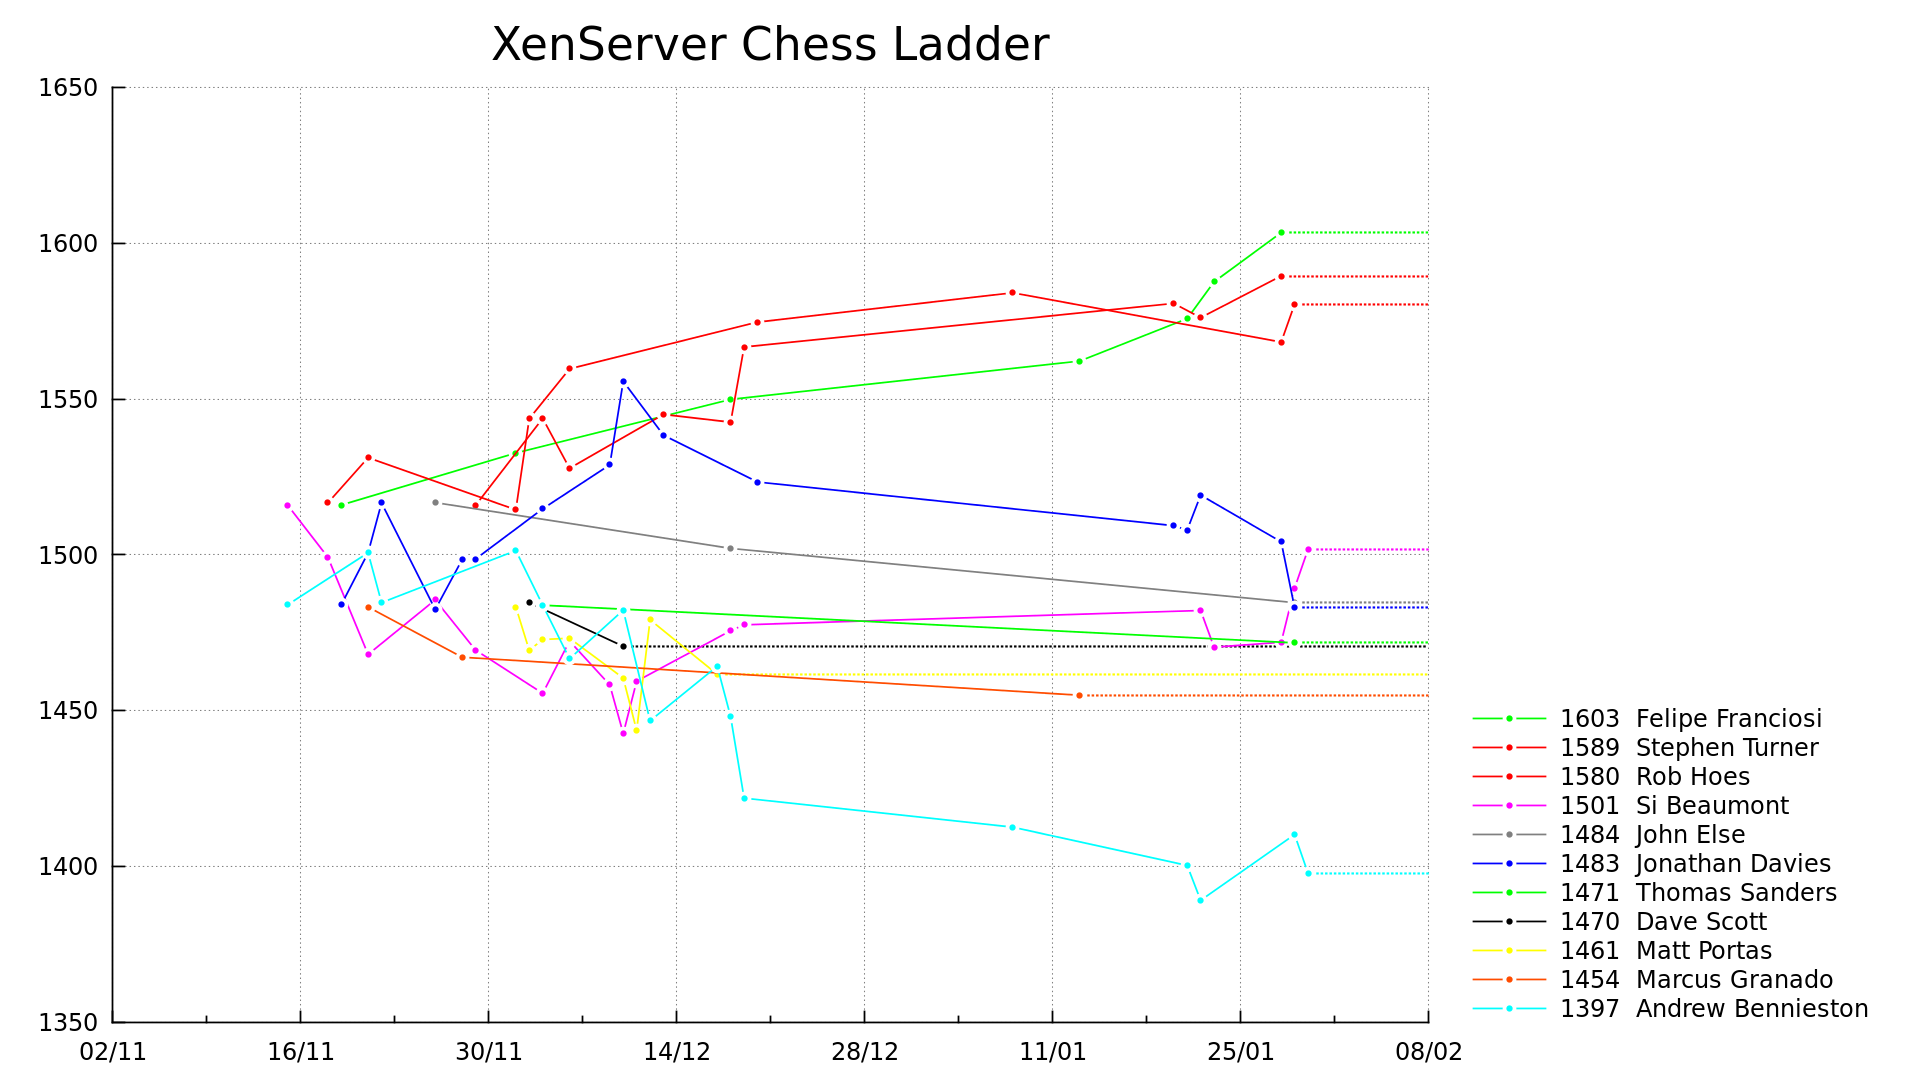 XenServer Chess Ladder
1650
1600
1550
1500
1450
1400
1350
02/11 16/11 30/11 14/12 28/12 11/01 25/01 08/02
1603 Felipe Franciosi
1589 Stephen Turner
1580 Rob Hoes
1501 Si Beaumont
1484 John Else
1483 Jonathan Davies
1471 Thomas Sanders
1470 Dave Scott
1461 Matt Portas
1454 Marcus Granado
1397 Andrew Bennieston